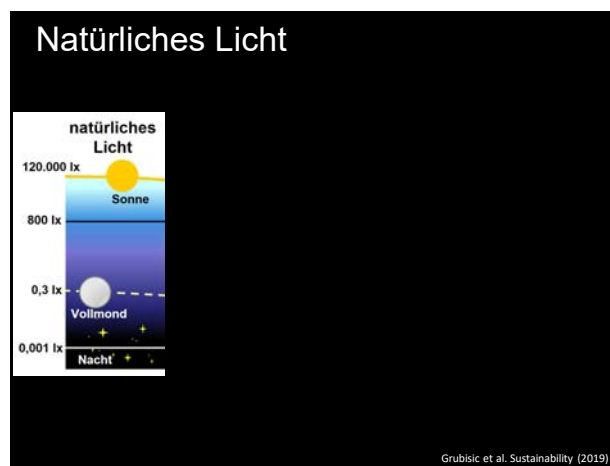 Natürliches Licht
natürliches
Licht
120.000 lx
Sonne
800 lx
0,3 lx
Vollmond
0,001 lx
Nacht
Grubisic et al. Sustainability (2019)